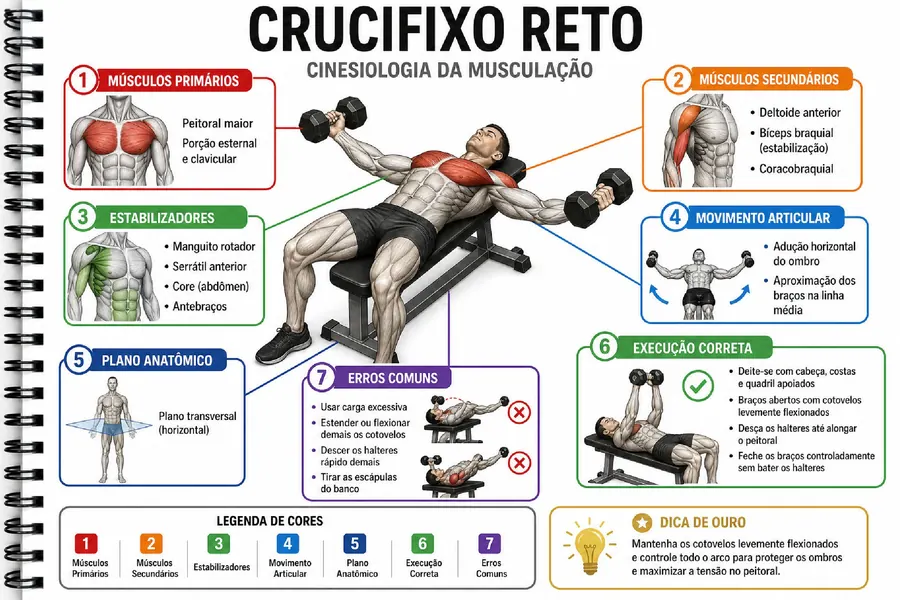 CRUCIFIXO RETO
CINESIOLOGIA DA MUSCULAÇÃO
1 MÚSCULOS PRIMÁRIOS
Peitoral maior
Porção esternal
e clavicular
2 MÚSCULOS SECUNDÁRIOS
• Deltoide anterior
• Bíceps braquial
(estabilização)
• Coracobraquial
3 ESTABILIZADORES
• Manguito rotador
• Serrátil anterior
• Core (abdômen)
• Antebraços
4 MOVIMENTO ARTICULAR
• Adução horizontal
do ombro
• Aproximação dos
braços na linha
média
5 PLANO ANATÔMICO
Plano transversal
(horizontal)
6 EXECUÇÃO CORRETA
• Deite-se com cabeça, costas
e quadril apoiados
• Braços abertos com cotovelos
levemente flexionados
• Desça os halteres até alongar
o peitoral
• Feche os braços controladamente
sem bater os halteres
7 ERROS COMUNS
• Usar carga excessiva
• Estender ou flexionar
demais os cotovelos
• Descer os halteres
rápido demais
• Tirar as escápulas
do banco
LEGENDA DE CORES
1 2 3 4 5 6 7
Músculos Primários
Músculos Secundários
Estabilizadores
Movimento Articular
Plano Anatômico
Execução Correta
Erros Comuns
DICA DE OURO
Mantenha os cotovelos levemente flexionados
e controle todo o arco para proteger os ombros
e maximizar a tensão no peitoral.